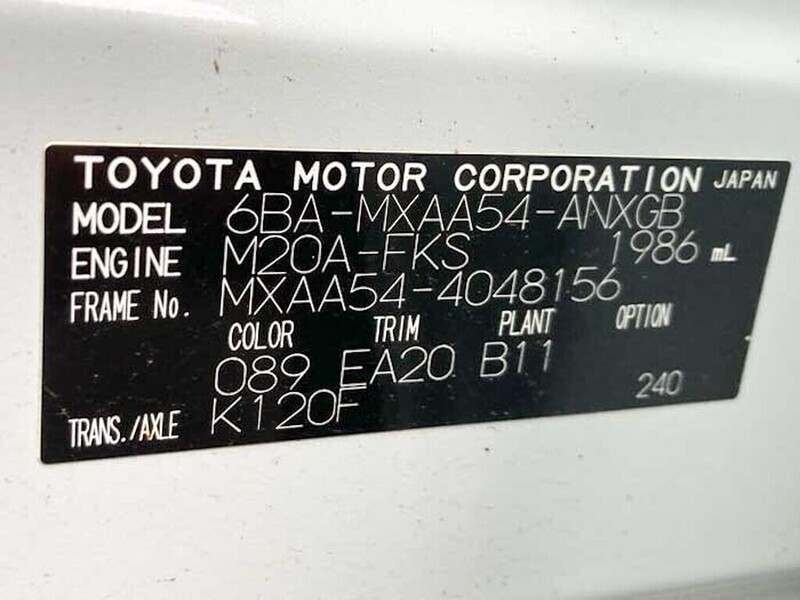 TOYOTA MOTOR CORPORATION JAPAN
MODEL 6BA-MXAA54-ANXGB
ENGINE M20A-FKS 1986 mL
FRAME No. MXAA54-4048156
COLOR TRIM PLANT OPTION
089 EA20 B11
TRANS./AXLE K120F 240